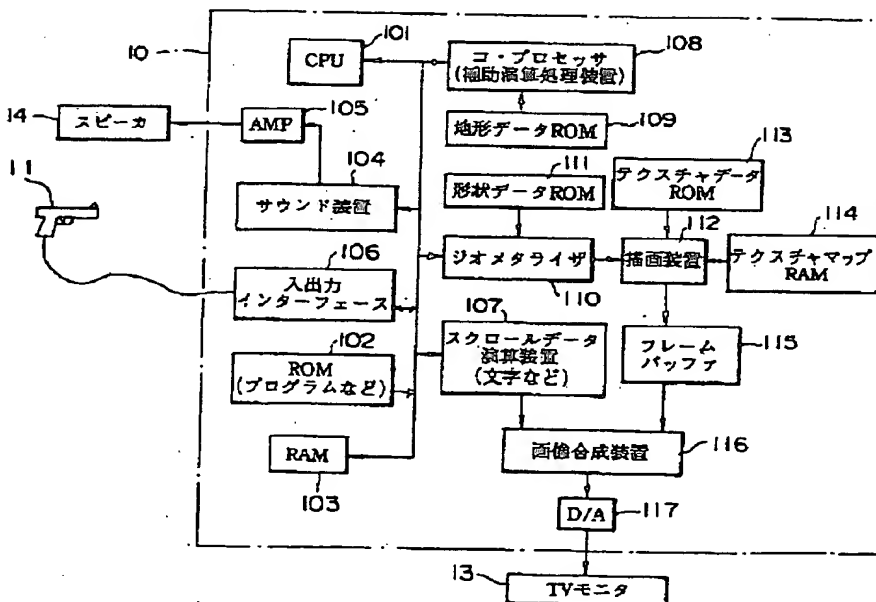 10
101
CPU
108
コ・プロセッサ
(補助演算処理装置)
14
スピーカ
105
AMP
地形データROM
109
11
104
サウンド装置
111
形状データROM
113
テクスチャデータ
ROM
106
入出力
インターフェース
ジオメタライザ
110
112
描画装置
114
テクスチャマップ
RAM
102
ROM
(プログラムなど)
107
スクロールデータ
演算装置
(文字など)
フレーム
バッファ
115
RAM
103
画像合成装置
116
D/A
117
13
TVモニタ